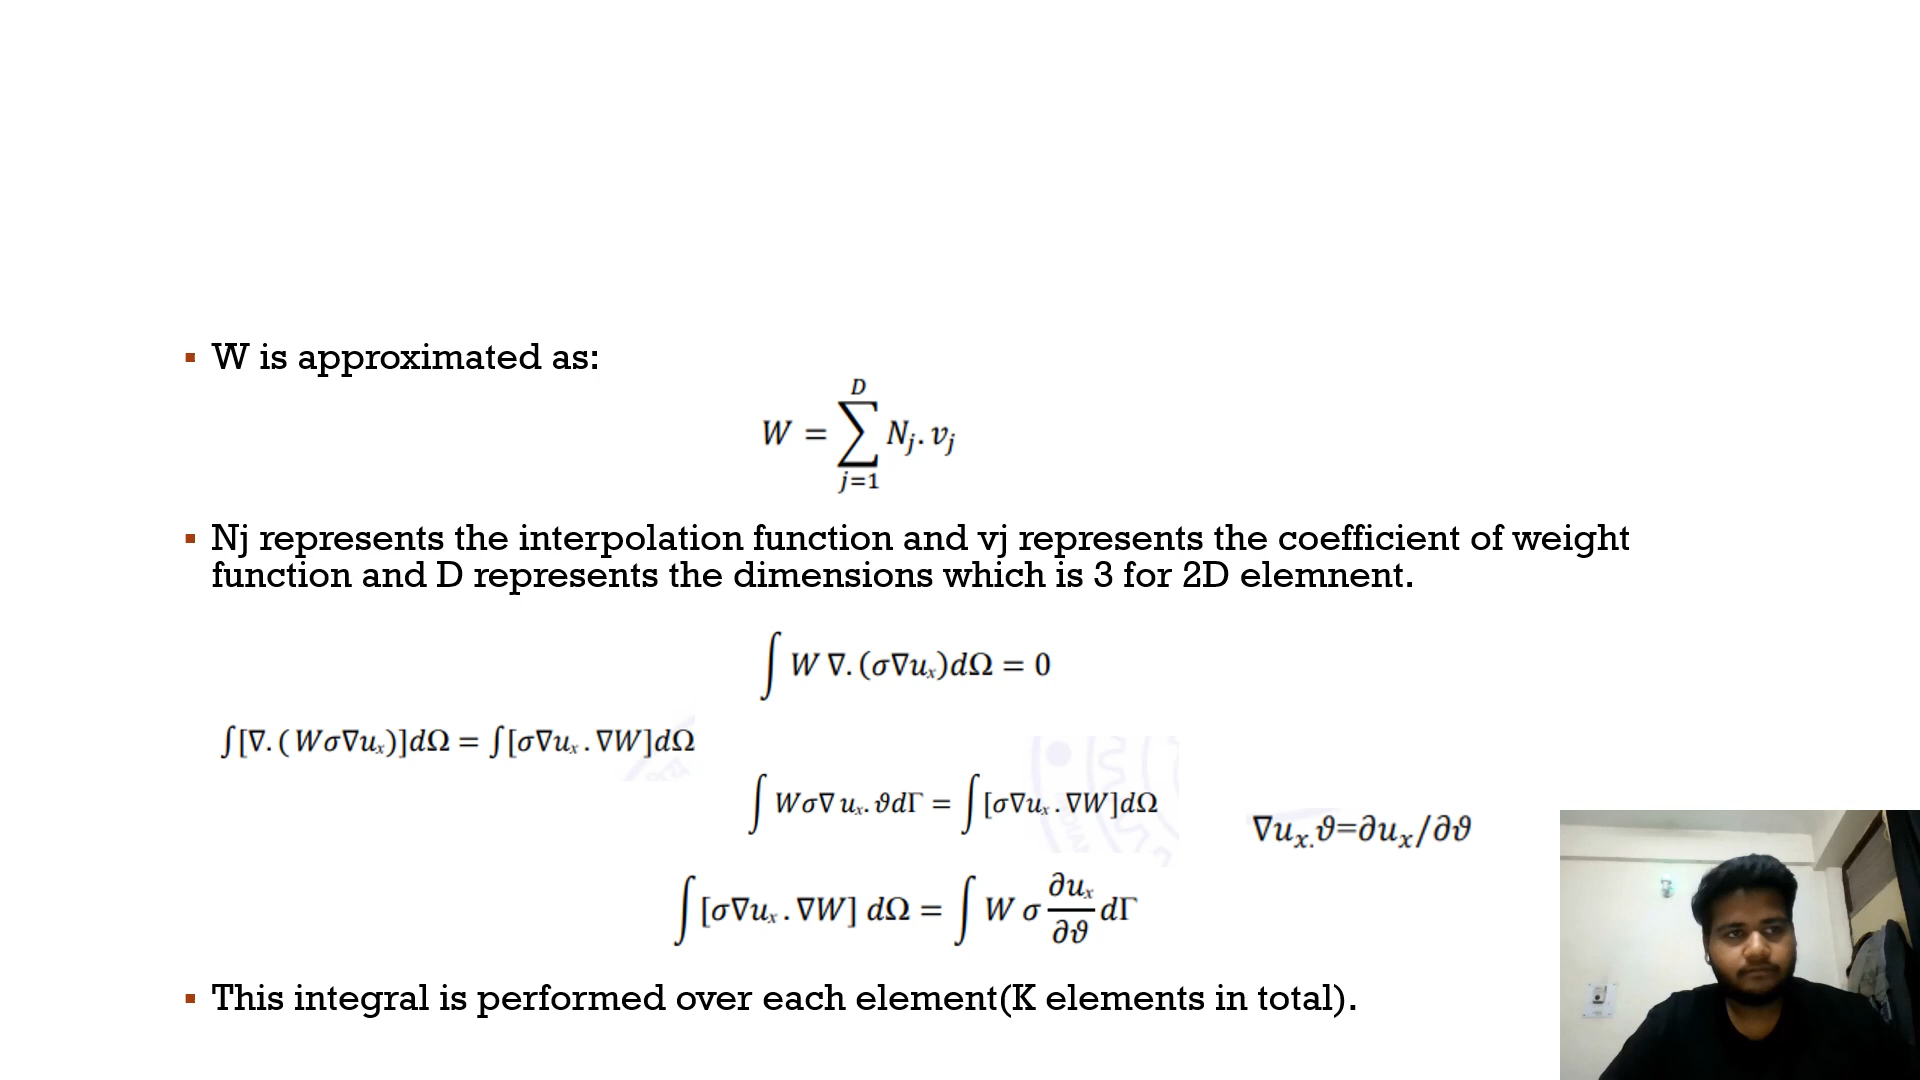 ▪ W is approximated as:
W = \sum_{j=1}^{D} N_j . v_j
▪ Nj represents the interpolation function and vj represents the coefficient of weight
function and D represents the dimensions which is 3 for 2D elemnent.
∫ W ∇. (σ∇u_x)dΩ = 0
∫[∇. ( Wσ∇u_x)]dΩ = ∫[σ∇u_x . ∇W]dΩ
∫ Wσ∇ u_x. ϑdΓ = ∫ [σ∇u_x . ∇W]dΩ
∇u_x.ϑ=∂u_x/∂ϑ
∫ [σ∇u_x . ∇W] dΩ = ∫ W σ \frac{∂u_x}{∂ϑ} dΓ
▪ This integral is performed over each element(K elements in total).